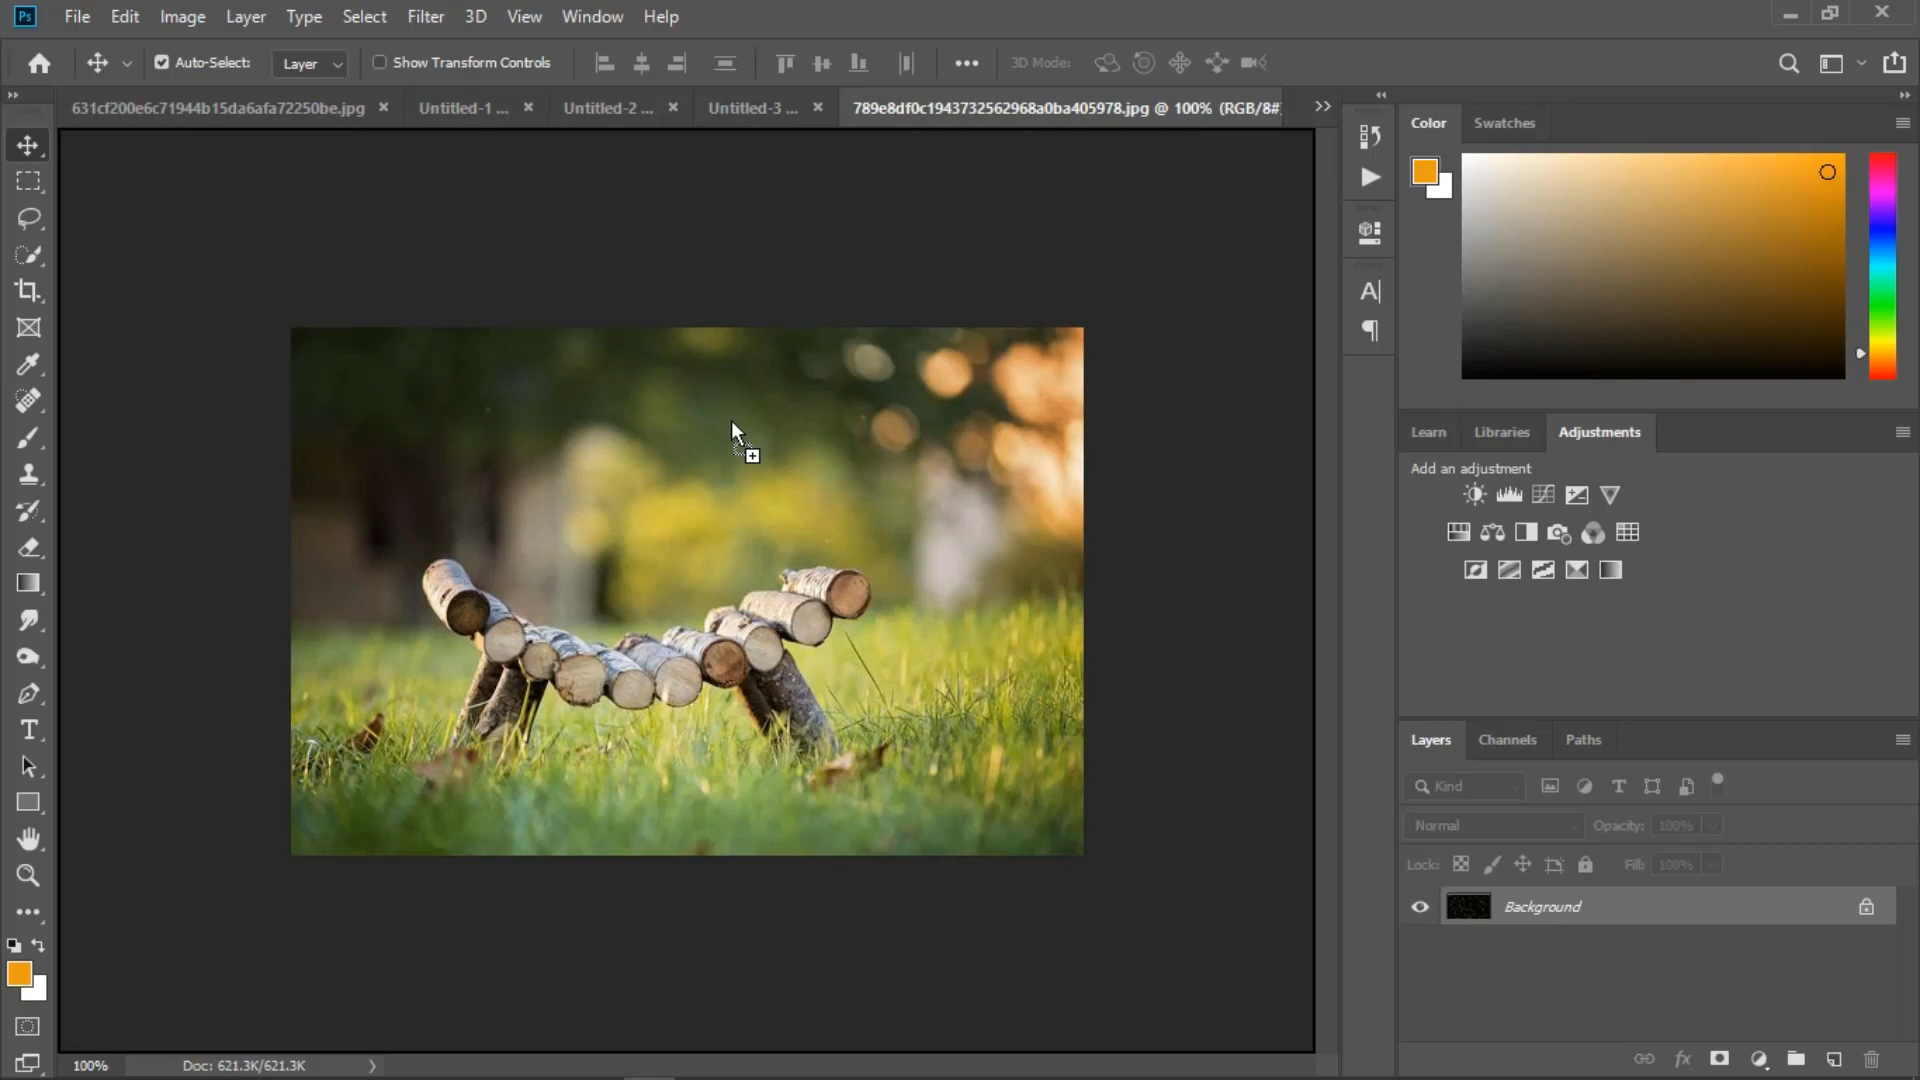 Ps File Edit Image Layer Type Select Filter 3D View Window Help
Auto-Select: Layer Show Transform Controls 3D Mode:
631cf200e6c71944b15da6afa72250be.jpg Untitled-1 ... Untitled-2 ... Untitled-3 ... 789e8df0c1943732562968a0ba405978.jpg @ 100% (RGB/8#)
Color Swatches
Learn Libraries Adjustments
Add an adjustment
Layers Channels Paths
Kind
Normal Opacity: 100%
Lock: Fill: 100%
Background
fx
100% Doc: 621.3K/621.3K